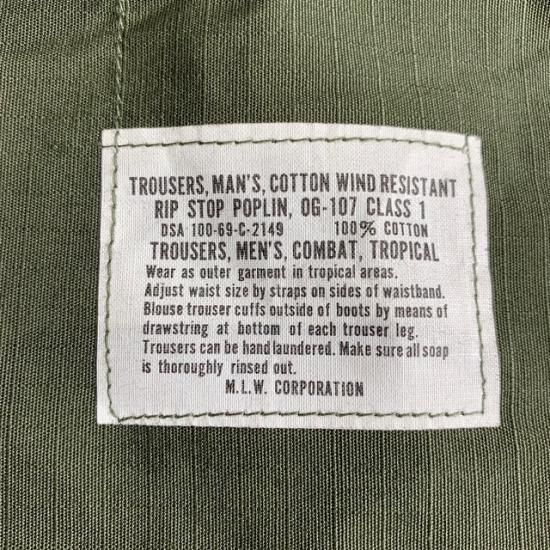 TROUSERS, MAN'S, COTTON WIND RESISTANT
RIP STOP POPLIN, OG-107 CLASS 1
DSA 100-69-C-2149 100% COTTON
TROUSERS, MEN'S, COMBAT, TROPICAL
Wear as outer garment in tropical areas.
Adjust waist size by straps on sides of waistband.
Blouse trouser cuffs outside of boots by means of
drawstring at bottom of each trouser leg.
Trousers can be hand laundered. Make sure all soap
is thoroughly rinsed out.
M.L.W. CORPORATION